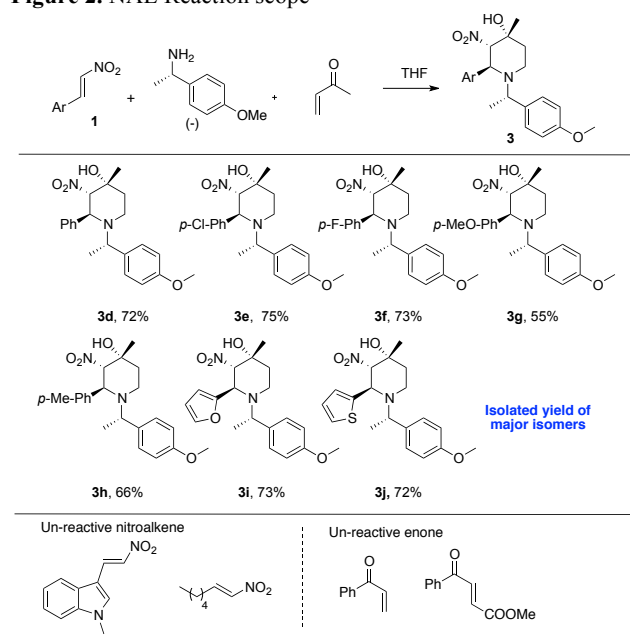 Figure 2. NAE Reaction scope
NO₂
Ar
1
+
NH₂
OMe
(-)
+
O
THF
HO
O₂N
Ar
N
O
3
HO
O₂N
Ph
N
O
3d, 72%
HO
O₂N
p-Cl-Ph
N
O
3e, 75%
HO
O₂N
p-F-Ph
N
O
3f, 73%
HO
O₂N
p-MeO-Ph
N
O
3g, 55%
HO
O₂N
p-Me-Ph
N
O
3h, 66%
HO
O₂N
O
N
O
3i, 73%
HO
O₂N
S
N
O
3j, 72%
Isolated yield of
major isomers
Un-reactive nitroalkene
NO₂
N
4
NO₂
Un-reactive enone
O
Ph
O
Ph
COOMe